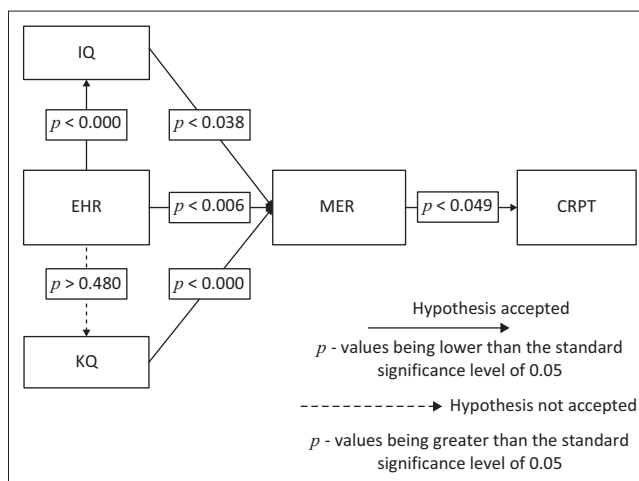 IQ
p < 0.000
p < 0.038
EHR
p < 0.006
MER
p < 0.049
CRPT
p > 0.480
p < 0.000
KQ
Hypothesis accepted
p - values being lower than the standard
significance level of 0.05
Hypothesis not accepted
p - values being greater than the standard
significance level of 0.05